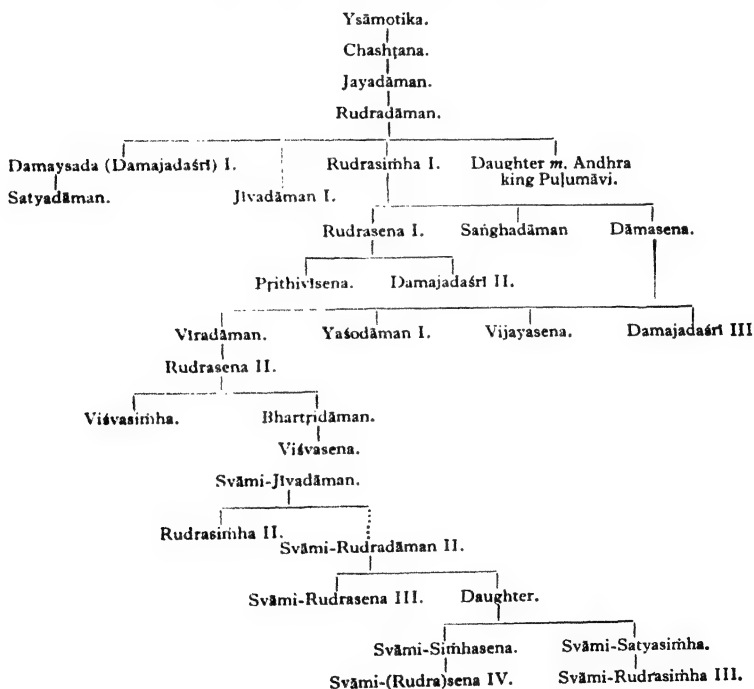 Ysāmotika.
Chashṭana.
Jayadāman.
Rudradāman.
Damaysada (Damajadaśrī) I. Rudrasiṁha I. Daughter m. Andhra
king Puḷumāvi.
Satyadāman. Jīvadāman I.
Rudrasena I. Saṅghadāman Dāmasena.
Pṛithivīsena. Damajadaśrī II.
Vīradāman. Yaśodāman I. Vijayasena. Damajadaśrī III
Rudrasena II.
Viśvasiṁha. Bhartṛidāman.
Viśvasena.
Svāmi-Jīvadāman.
Rudrasiṁha II.
Svāmi-Rudradāman II.
Svāmi-Rudrasena III. Daughter.
Svāmi-Siṁhasena. Svāmi-Satyasiṁha.
Svāmi-(Rudra)sena IV. Svāmi-Rudrasiṁha III.